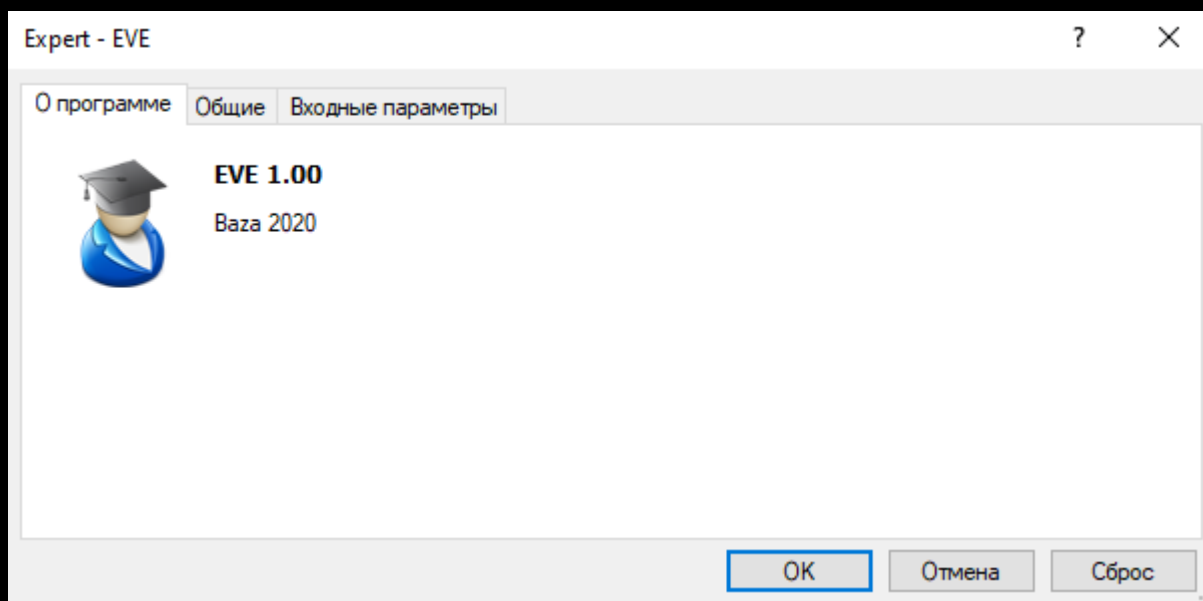 Expert - EVE
?
О программе Общие Входные параметры
EVE 1.00
Baza 2020
OK Отмена Сброс